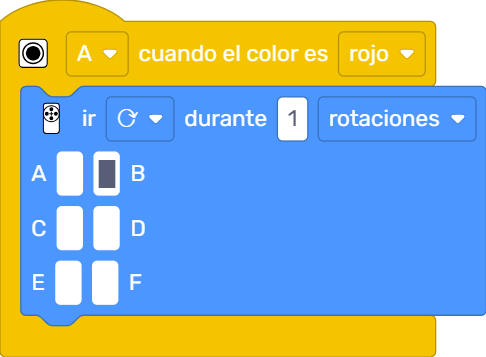 A cuando el color es rojo
ir durante 1 rotaciones
A B
C D
E F